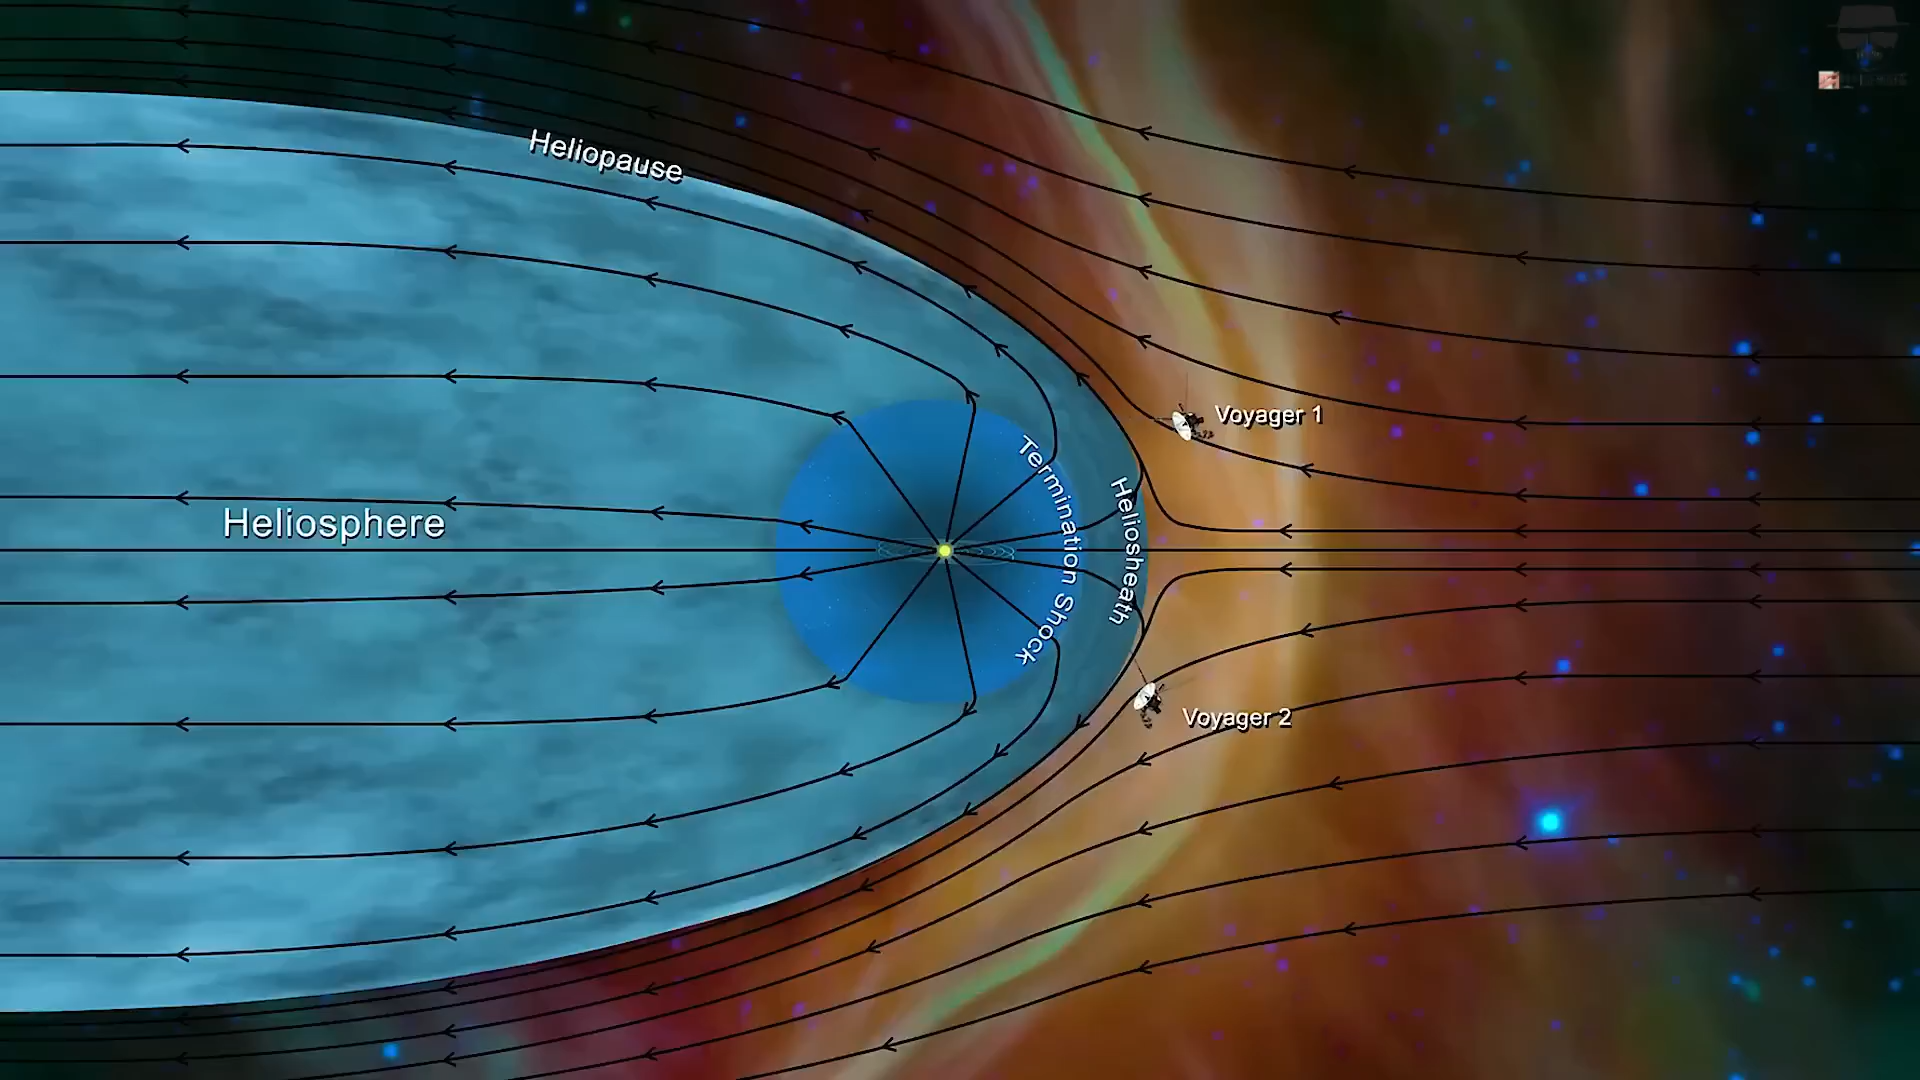 Heliopause
Voyager 1
Termination Shock
Heliosheath
Heliosphere
Voyager 2